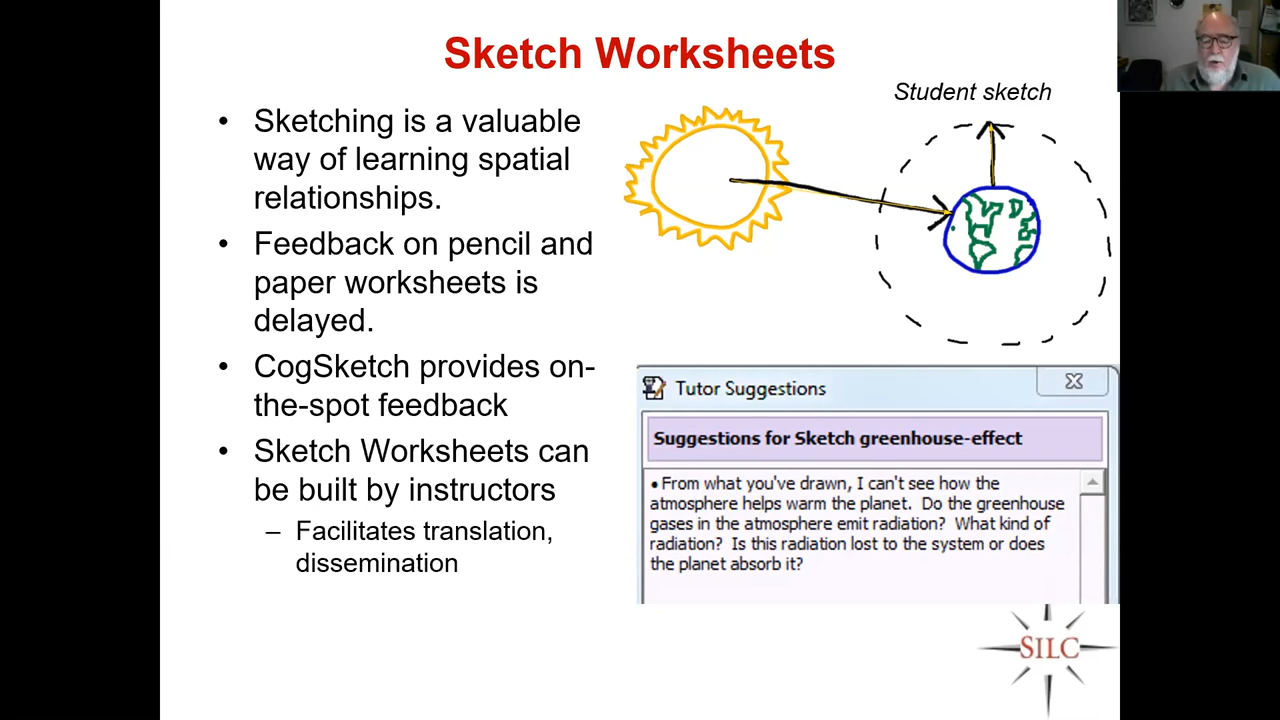 Sketch Worksheets
• Sketching is a valuable
way of learning spatial
relationships.
• Feedback on pencil and
paper worksheets is
delayed.
• CogSketch provides on-
the-spot feedback
• Sketch Worksheets can
be built by instructors
– Facilitates translation,
dissemination
Student sketch
Tutor Suggestions
Suggestions for Sketch greenhouse-effect
• From what you've drawn, I can't see how the
atmosphere helps warm the planet. Do the greenhouse
gases in the atmosphere emit radiation? What kind of
radiation? Is this radiation lost to the system or does
the planet absorb it?
SILC